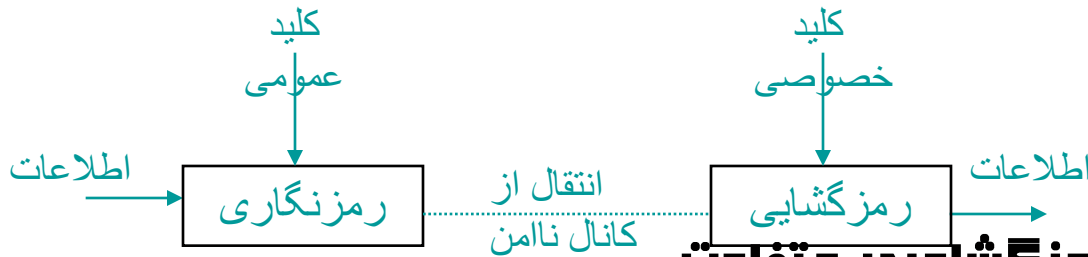 کلید
عمومی
کلید
خصوصی
اطلاعات
رمزنگاری
انتقال از
کانال ناامن
رمزگشایی
اطلاعات